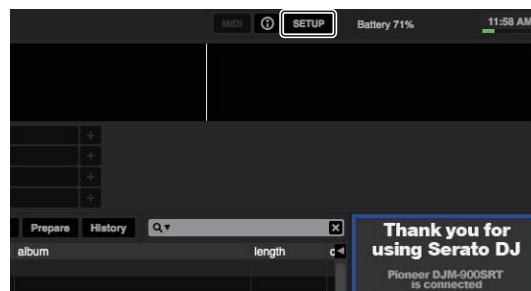 MIDI SETUP Battery 71% 11:58 AM
Prepare History
album length
Thank you for
using Serato DJ
Pioneer DJM-900SRT
is connected